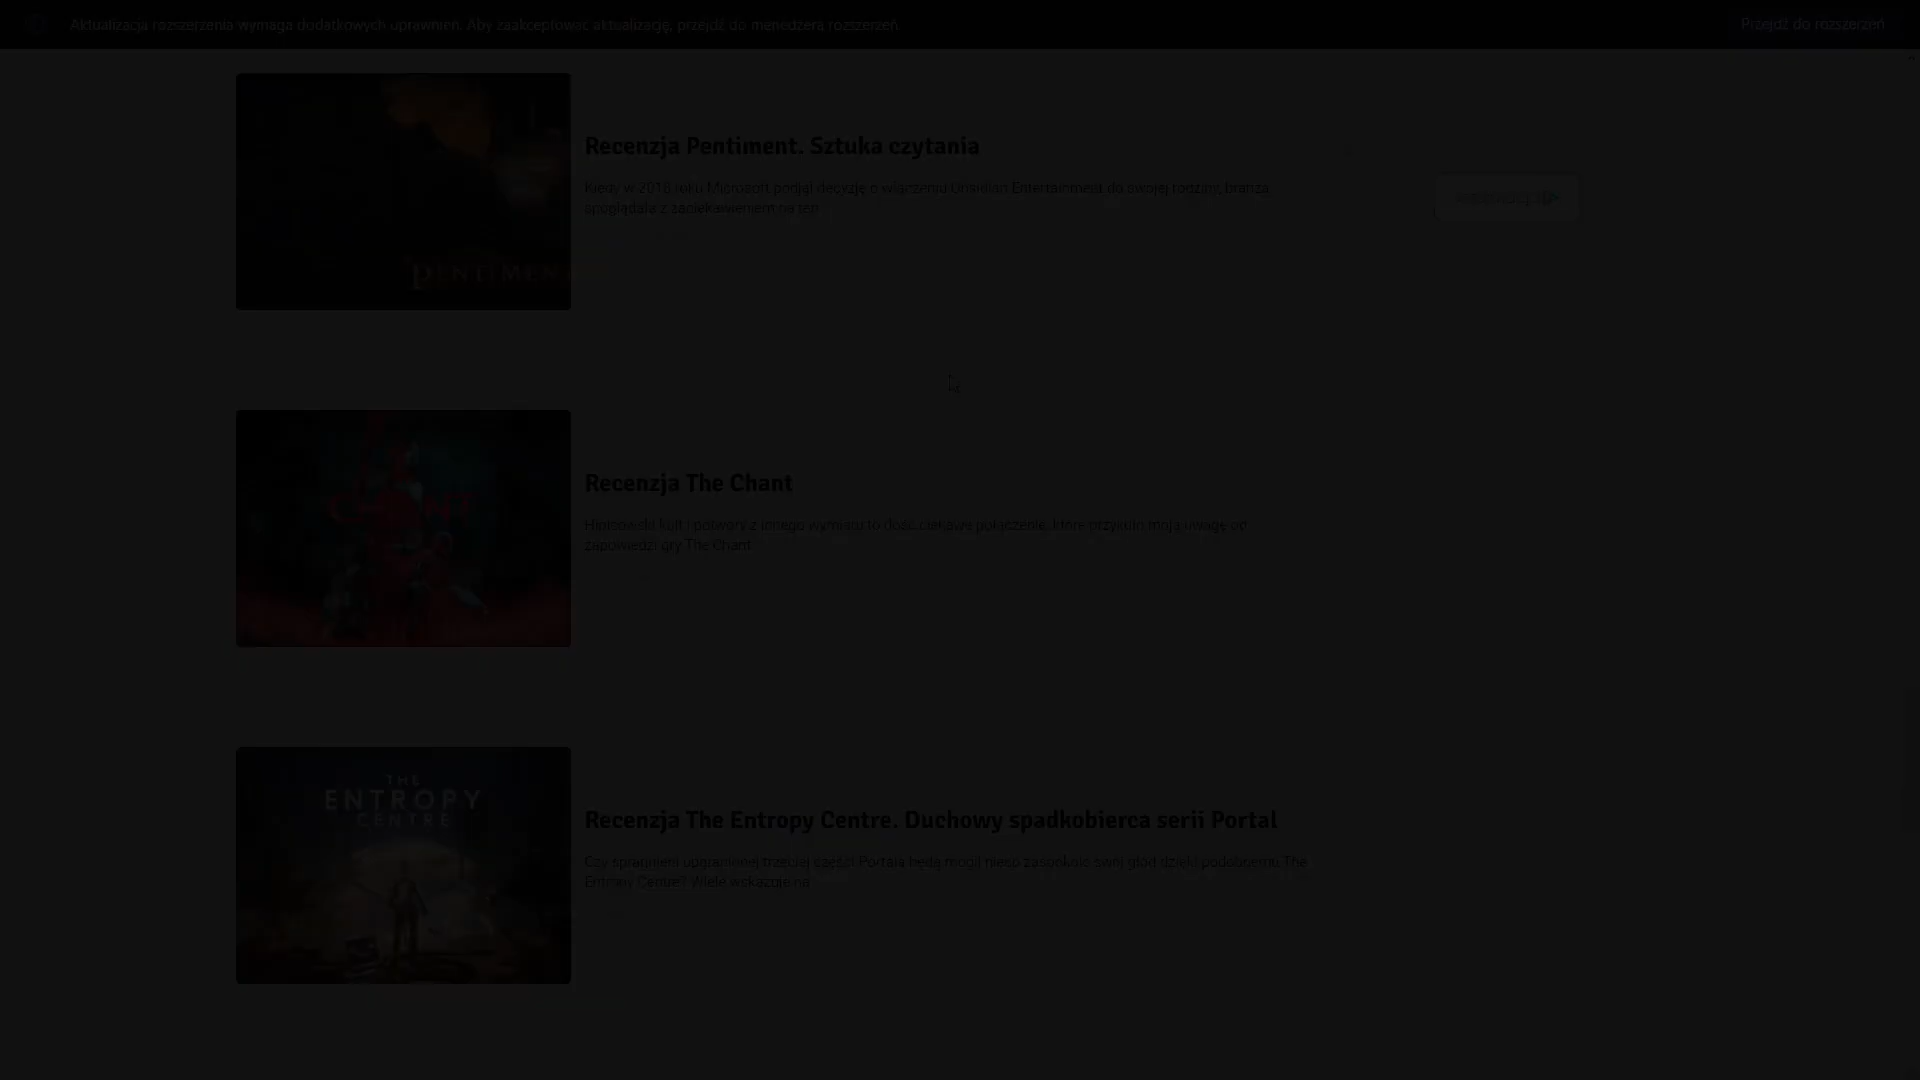 Aktualizacja rozszerzenia wymaga dodatkowych uprawnień. Aby zaakceptować aktualizację, przejdź do menedżera rozszerzeń.
Przejdź do rozszerzeń
Recenzja Pentiment. Sztuka czytania
Kiedy w 2018 roku Microsoft podjął decyzję o włączeniu Obsidian Entertainment do swojej rodziny, branża
spoglądała z zaciekawieniem na ten
PENTIMENT
Recenzja The Chant
kult i potwory z innego wymiaru to dość ciekawe połączenie, które przykuło moją uwagę od
zapowiedzi gry The Chant
THE
ENTROPY
CENTRE
Recenzja The Entropy Centre. Duchowy spadkobierca serii Portal
Czy spragnieni upragnionej trzeciej części Portala będą mogli nieco zaspokoić swój głód dzięki podobnemu The
Entropy Centre? Wiele wskazuje na